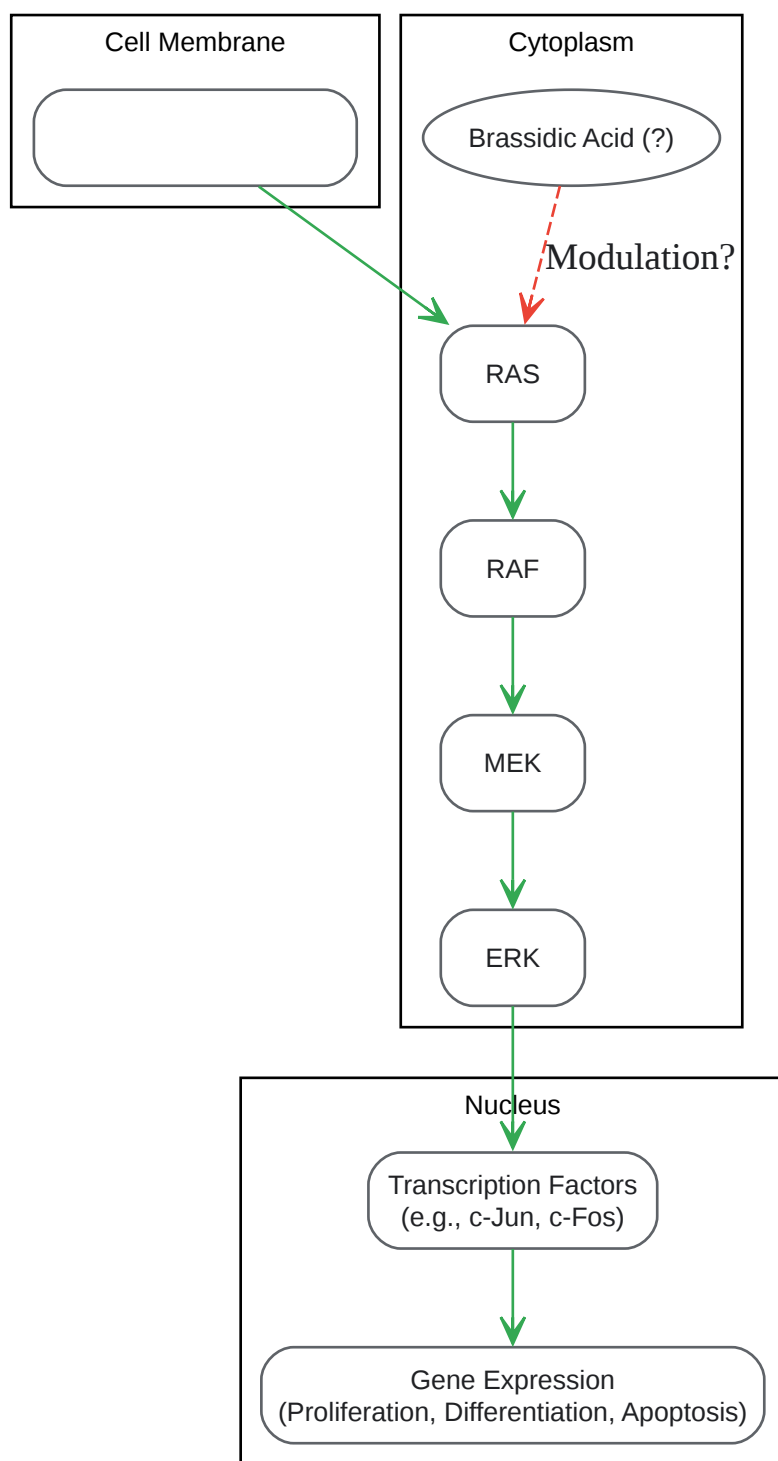 Cell Membrane
Cytoplasm
Brassidic Acid (?)
Modulation?
RAS
RAF
MEK
ERK
Nucleus
Transcription Factors
(e.g., c-Jun, c-Fos)
Gene Expression
(Proliferation, Differentiation, Apoptosis)